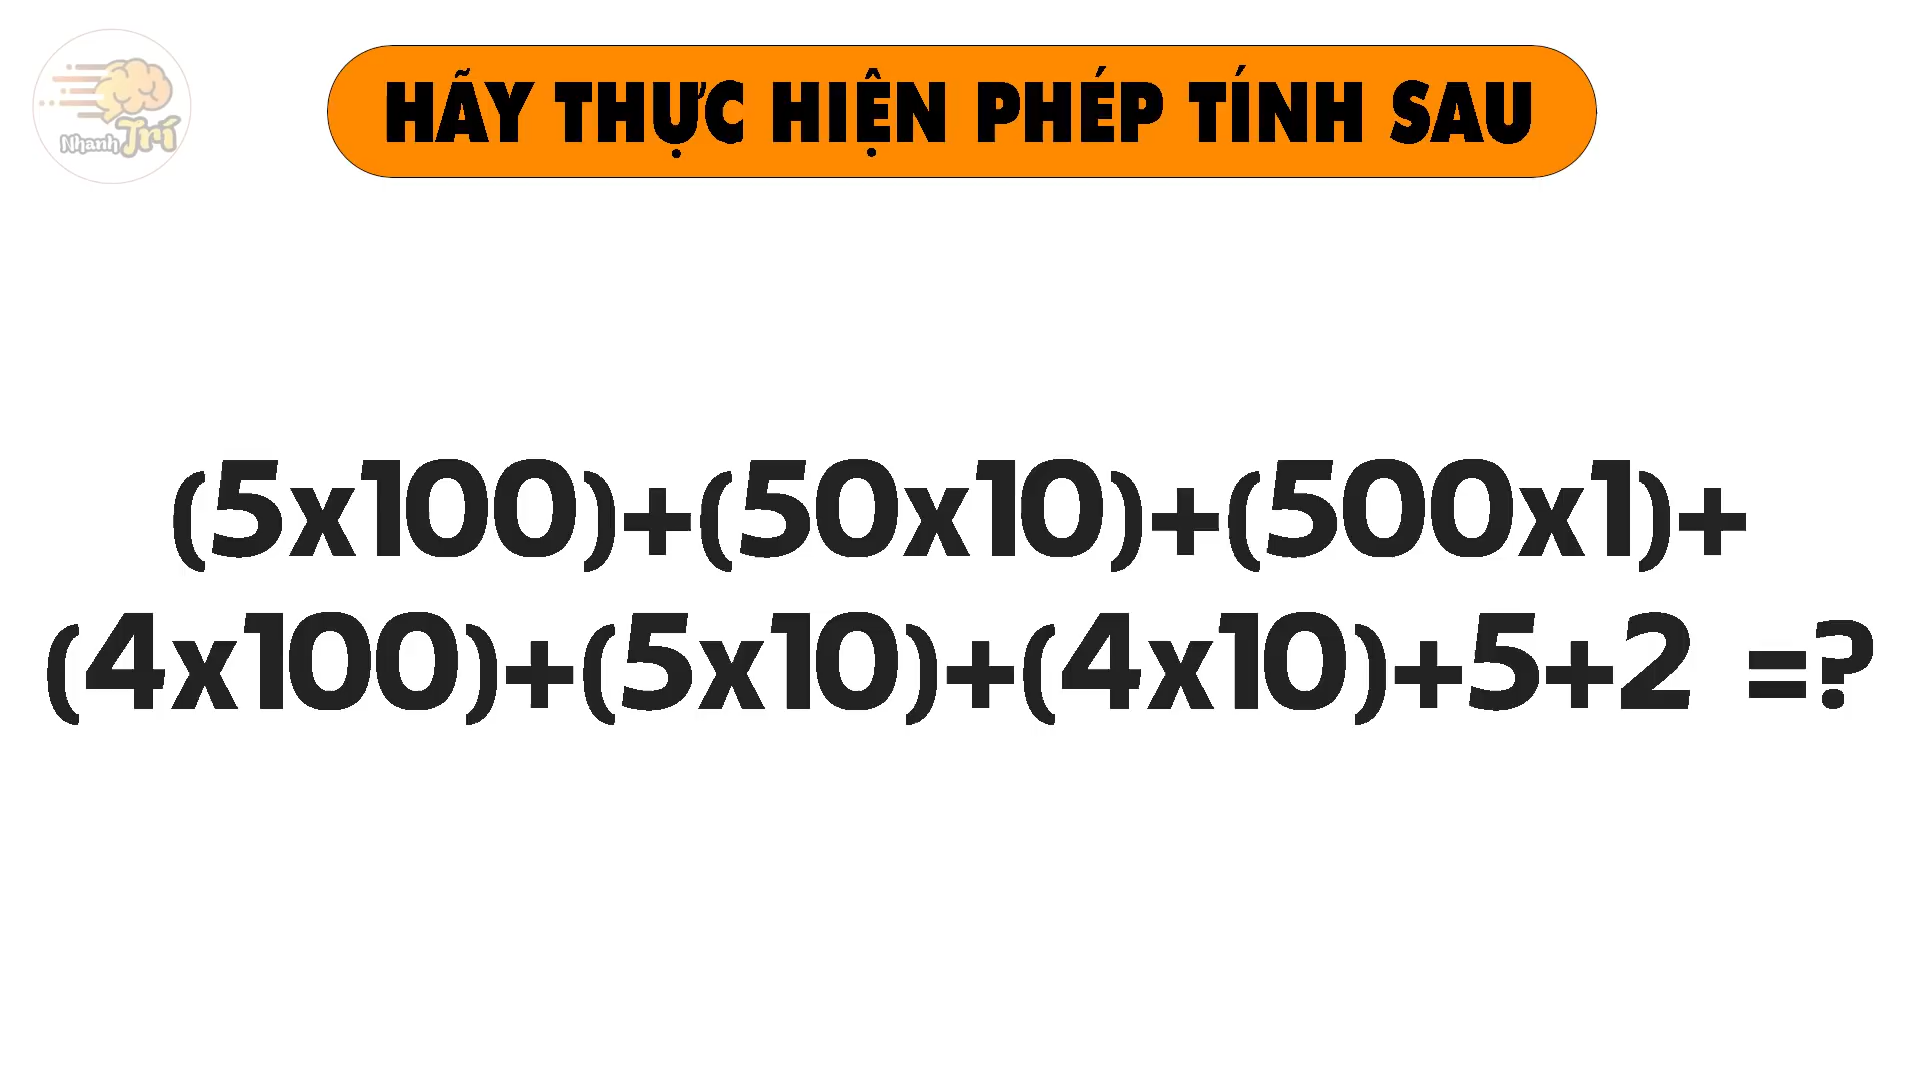 Nhanh Trí
HÃY THỰC HIỆN PHÉP TÍNH SAU
(5x100)+(50x10)+(500x1)+
(4x100)+(5x10)+(4x10)+5+2 =?